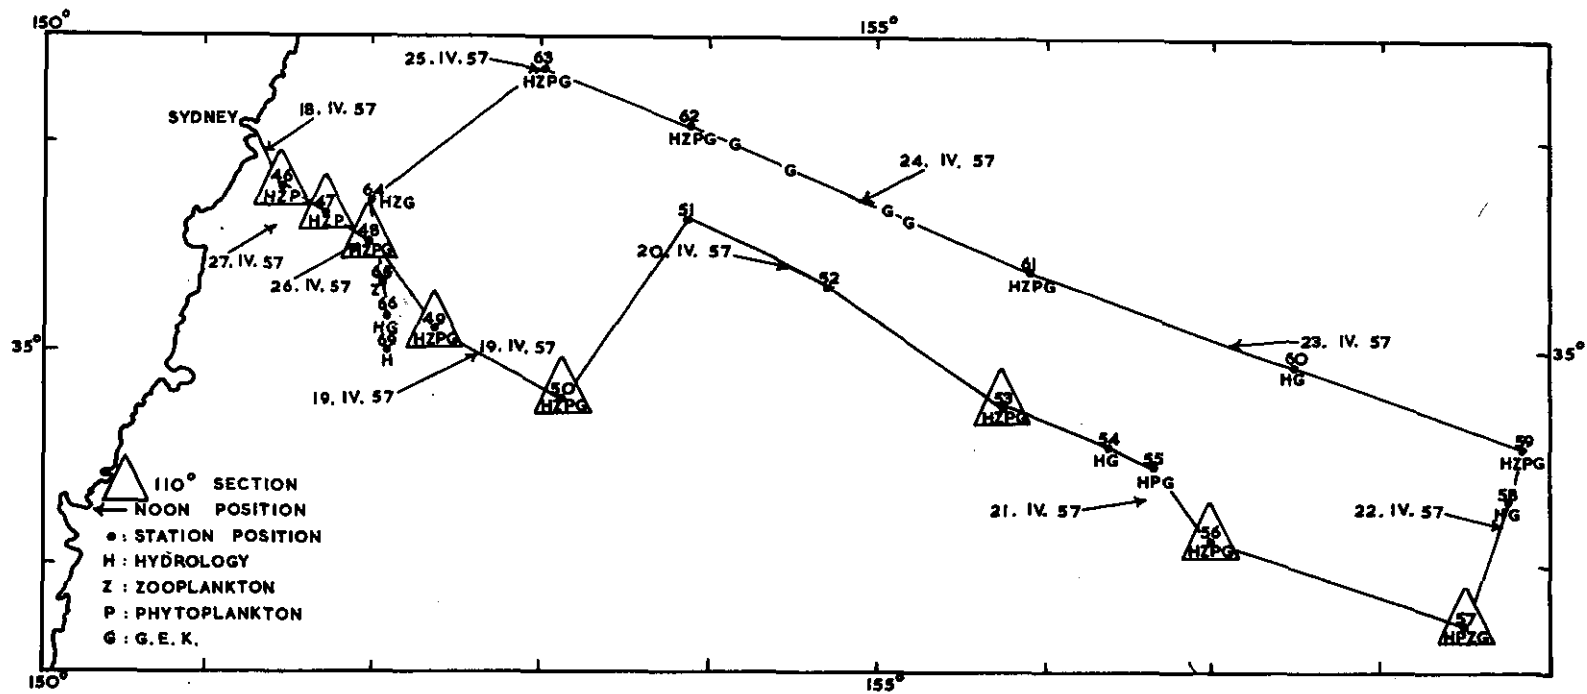 150°
155°
25. IV. 57
63
HZPG
SYDNEY
18. IV. 57
62
HZPG
G
G
24. IV. 57
46
HZP
47
HZP
64
HZG
G
G
51
48
HZPG
27. IV. 57
26. IV. 57
20. IV. 57
52
61
HZPG
Z
66
HG
69
H
49
HZPG
35°
19. IV. 57
19. IV. 57
23. IV. 57
60
HG
35°
50
HZPG
53
HZPG
54
HG
55
HPG
59
HZPG
21. IV. 57
22. IV. 57
58
HG
56
HZPG
57
HPZG
110° SECTION
NOON POSITION
: STATION POSITION
H : HYDROLOGY
Z : ZOOPLANKTON
P : PHYTOPLANKTON
G : G.E.K.
150°
155°